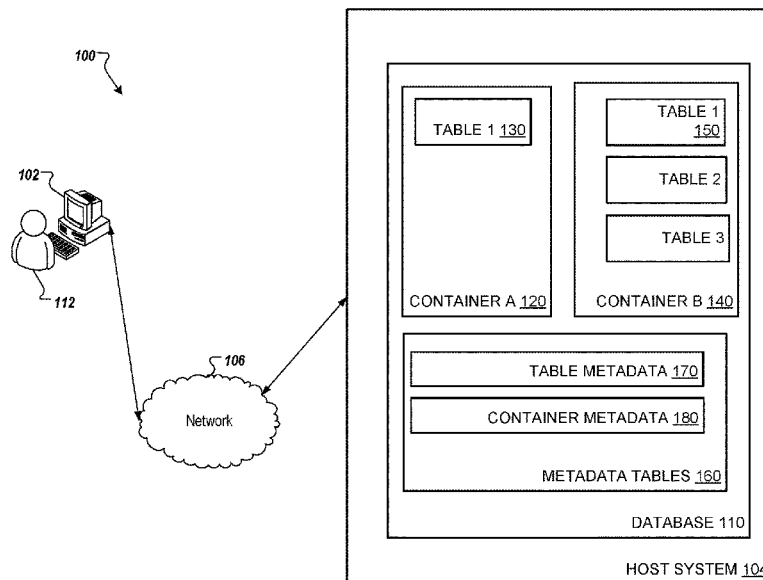 100
102
112
106
Network
TABLE 1 130
CONTAINER A 120
TABLE 1
150
TABLE 2
TABLE 3
CONTAINER B 140
TABLE METADATA 170
CONTAINER METADATA 180
METADATA TABLES 160
DATABASE 110
HOST SYSTEM 104